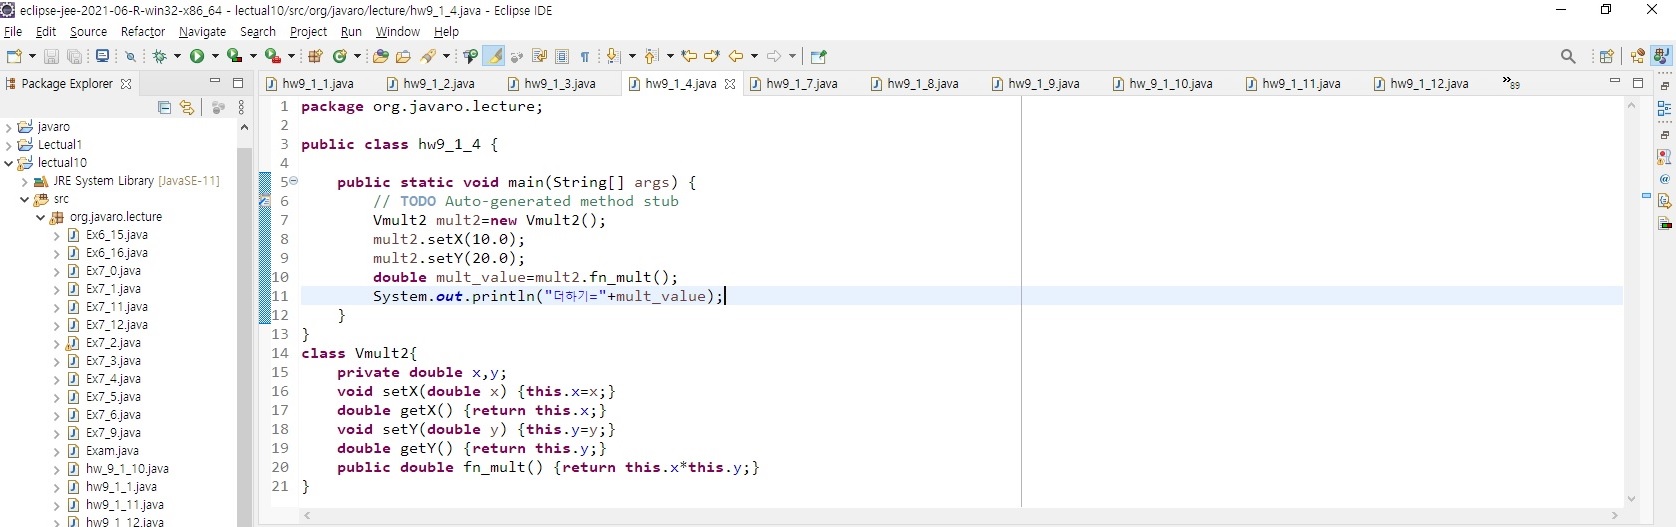 eclipse-jee-2021-06-R-win32-x86_64 - lectual10/src/org/javaro/lecture/hw9_1_4.java - Eclipse IDE
File Edit Source Refactor Navigate Search Project Run Window Help
Package Explorer
hw9_1_1.java hw9_1_2.java hw9_1_3.java hw9_1_4.java hw9_1_7.java hw9_1_8.java hw9_1_9.java hw_9_1_10.java hw9_1_11.java hw9_1_12.java »89
javaro
Lectual1
lectual10
JRE System Library [JavaSE-11]
src
org.javaro.lecture
Ex6_15.java
Ex6_16.java
Ex7_0.java
Ex7_1.java
Ex7_11.java
Ex7_12.java
Ex7_2.java
Ex7_3.java
Ex7_4.java
Ex7_5.java
Ex7_6.java
Ex7_9.java
Exam.java
hw_9_1_10.java
hw9_1_1.java
hw9_1_11.java
hw9_1_12.java
1 package org.javaro.lecture;
2
3 public class hw9_1_4 {
4
5 public static void main(String[] args) {
6 // TODO Auto-generated method stub
7 Vmult2 mult2=new Vmult2();
8 mult2.setX(10.0);
9 mult2.setY(20.0);
10 double mult_value=mult2.fn_mult();
11 System.out.println("더하기="+mult_value);
12 }
13 }
14 class Vmult2{
15 private double x,y;
16 void setX(double x) {this.x=x;}
17 double getX() {return this.x;}
18 void setY(double y) {this.y=y;}
19 double getY() {return this.y;}
20 public double fn_mult() {return this.x*this.y;}
21 }